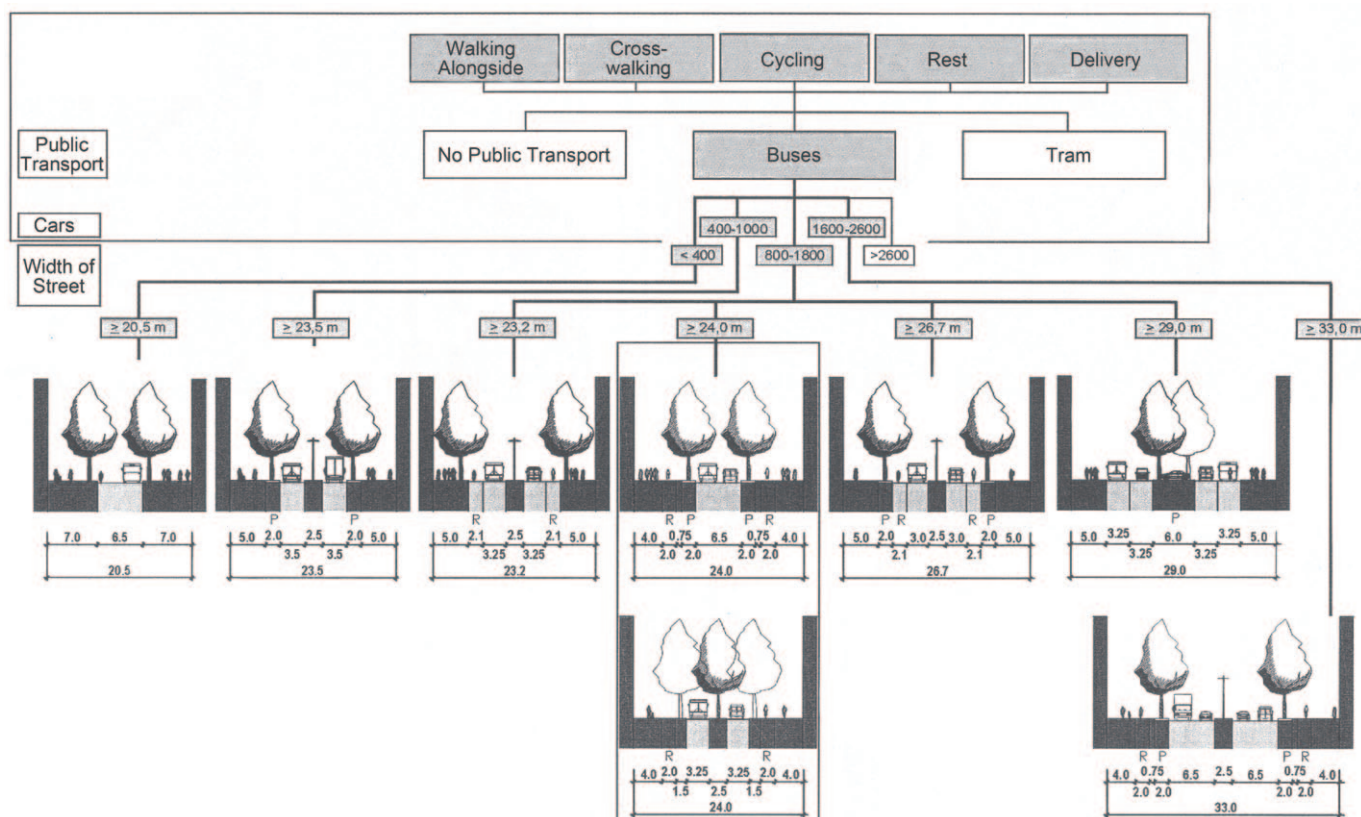 Walking
Alongside
Cross-
walking
Cycling
Rest
Delivery
Public
Transport
No Public Transport
Buses
Tram
Cars
400-1000
1600-2600
Width of
Street
< 400
800-1800
>2600
≥ 20,5 m
≥ 23,5 m
≥ 23,2 m
≥ 24,0 m
≥ 26,7 m
≥ 29,0 m
≥ 33,0 m
7.0 6.5 7.0
20.5
P P
5.0 2.0 2.5 2.0 5.0
3.5 3.5
23.5
R R
5.0 2.1 2.5 2.1 5.0
3.25 3.25
23.2
R P P R
4.0 0.75 6.5 0.75 4.0
2.0 2.0 2.0 2.0
24.0
P R R P
5.0 2.0 3.0 2.5 3.0 2.0 5.0
2.1 2.1
26.7
P
5.0 3.25 6.0 3.25 5.0
3.25 3.25
29.0
R R
4.0 2.0 3.25 3.25 2.0 4.0
1.5 2.5 1.5
24.0
R P P R
4.0 0.75 6.5 2.5 6.5 0.75 4.0
2.0 2.0 2.0 2.0
33.0